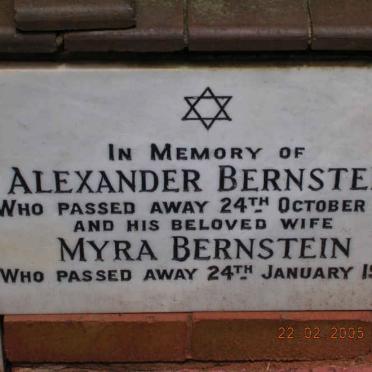 In Memory of
Alexander Bernste
Who passed away 24th October
and his beloved wife
Myra Bernstein
Who passed away 24th January 19
22 02 2005